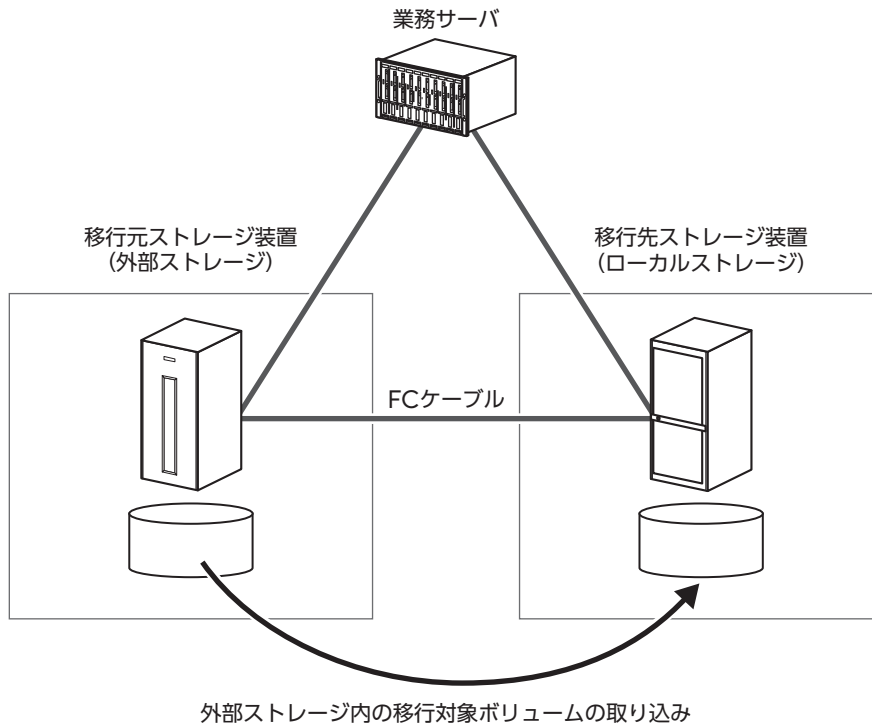 業務サーバ
移行元ストレージ装置
(外部ストレージ)
移行先ストレージ装置
(ローカルストレージ)
FCケーブル
外部ストレージ内の移行対象ボリュームの取り込み